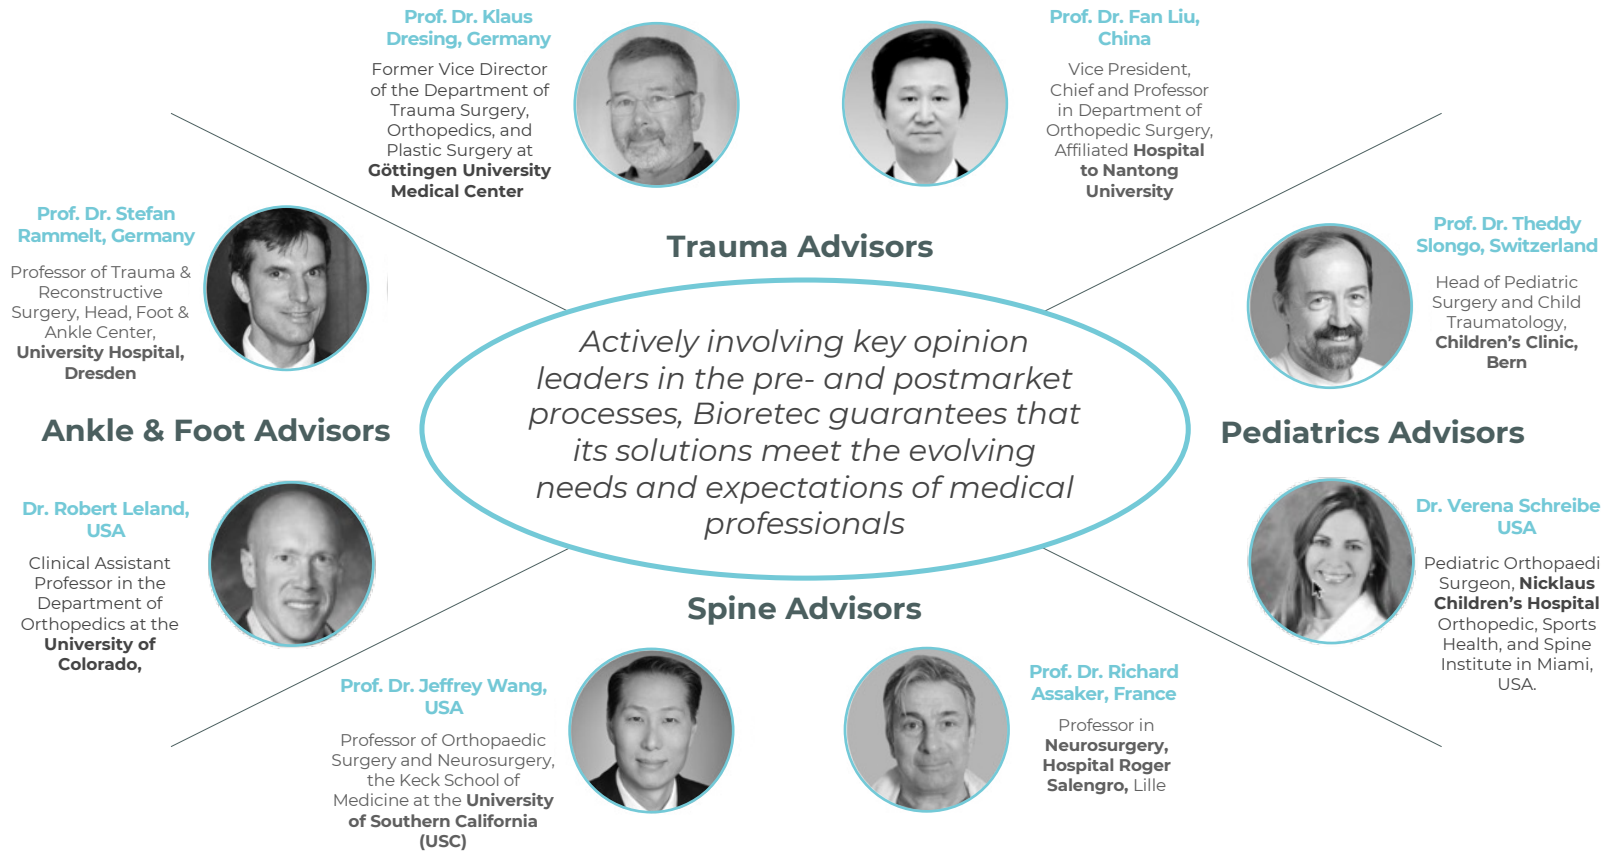 Prof. Dr. Klaus
Dresing, Germany
Former Vice Director
of the Department of
Trauma Surgery,
Orthopedics, and
Plastic Surgery at
Göttingen University
Medical Center
Prof. Dr. Fan Liu,
China
Vice President,
Chief and Professor
in Department of
Orthopedic Surgery,
Affiliated Hospital
to Nantong
University
Trauma Advisors
Prof. Dr. Stefan
Rammelt, Germany
Professor of Trauma &
Reconstructive
Surgery, Head, Foot &
Ankle Center,
University Hospital,
Dresden
Ankle & Foot Advisors
Dr. Robert Leland,
USA
Clinical Assistant
Professor in the
Department of
Orthopedics at the
University of
Colorado,
Actively involving key opinion
leaders in the pre- and postmarket
processes, Bioretec guarantees that
its solutions meet the evolving
needs and expectations of medical
professionals
Prof. Dr. Theddy
Slongo, Switzerland
Head of Pediatric
Surgery and Child
Traumatology,
Children’s Clinic,
Bern
Pediatrics Advisors
Dr. Verena Schreibe
USA
Pediatric Orthopaedi
Surgeon, Nicklaus
Children’s Hospital
Orthopedic, Sports
Health, and Spine
Institute in Miami,
USA.
Spine Advisors
Prof. Dr. Jeffrey Wang,
USA
Professor of Orthopaedic
Surgery and Neurosurgery,
the Keck School of
Medicine at the University
of Southern California
(USC)
Prof. Dr. Richard
Assaker, France
Professor in
Neurosurgery,
Hospital Roger
Salengro, Lille